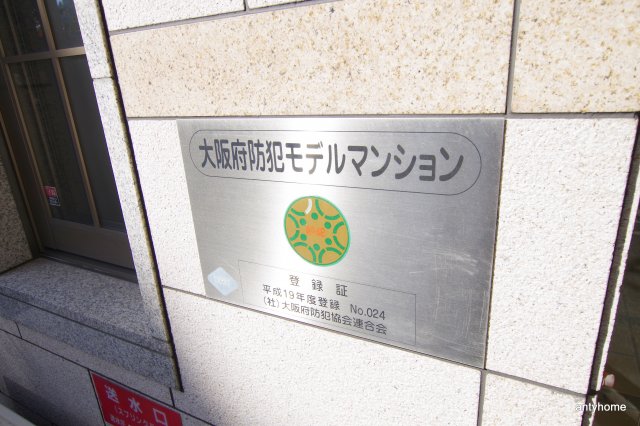 大阪府防犯モデルマンション
登録証
平成19年度登録 No.024
(社)大阪府防犯協会連合会
送水口
antyhome